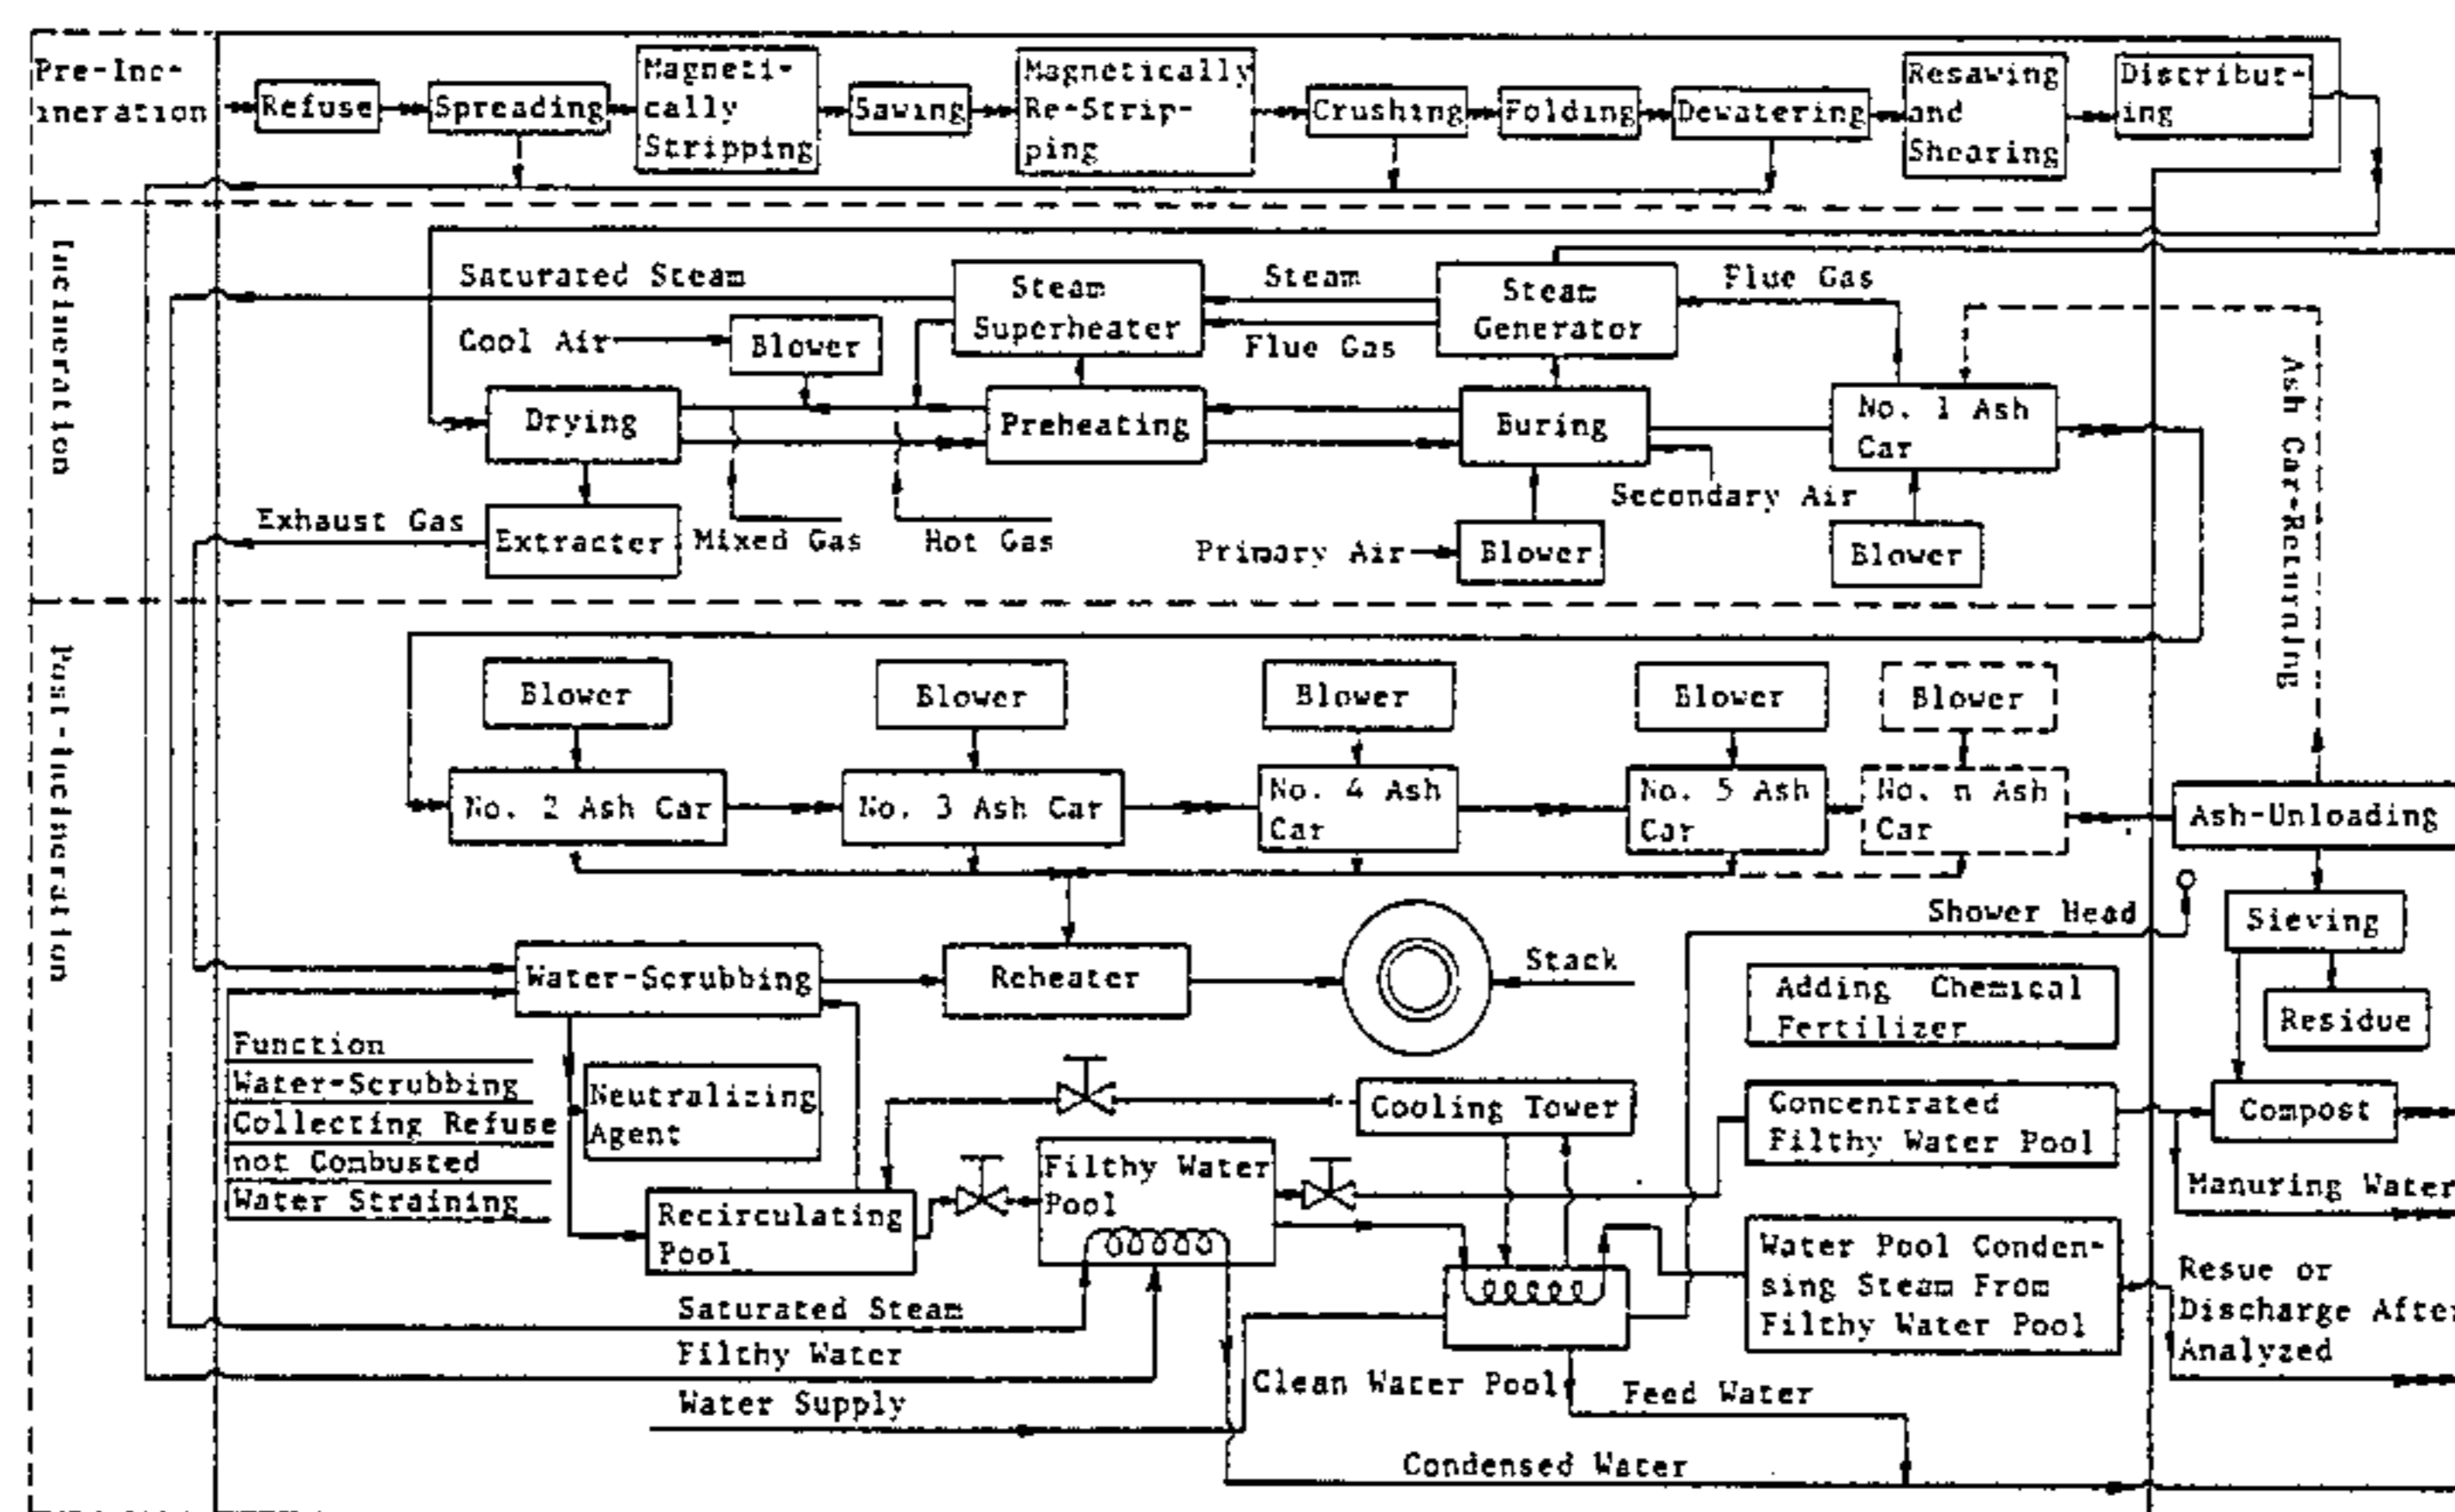 Pre-Inc-
ineration
Refuse
Spreading
Magneti-
cally
Stripping
Sawing
Magnetically
Re-Strip-
ping
Crushing
Folding
Dewatering
Resawing
and
Shearing
Distribut-
ing
Incineration
Saturated Steam
Steam
Superheater
Steam
Flue Gas
Steam
Generator
Flue Gas
Cool Air
Blower
Drying
Preheating
Buring
No. 1 Ash
Car
Ash Car-Returning
Exhaust Gas
Extracter
Mixed Gas
Hot Gas
Primary Air
Blower
Secondary Air
Blower
Post-Incineration
Blower
Blower
Blower
Blower
Blower
No. 2 Ash Car
No. 3 Ash Car
No. 4 Ash
Car
No. 5 Ash
Car
No. n Ash
Car
Ash-Unloading
Shower Head
Sieving
Water-Scrubbing
Reheater
Stack
Adding Chemical
Fertilizer
Residue
Function
Water-Scrubbing
Collecting Refuse
not Combusted
Water Straining
Neutralizing
Agent
Cooling Tower
Concentrated
Filthy Water Pool
Compost
Manuring Water
Recirculating
Pool
Filthy Water
Pool
Water Pool Conden-
sing Steam From
Filthy Water Pool
Resue or
Discharge After
Analyzed
Saturated Steam
Filthy Water
Water Supply
Clean Water Pool
Feed Water
Condensed Water